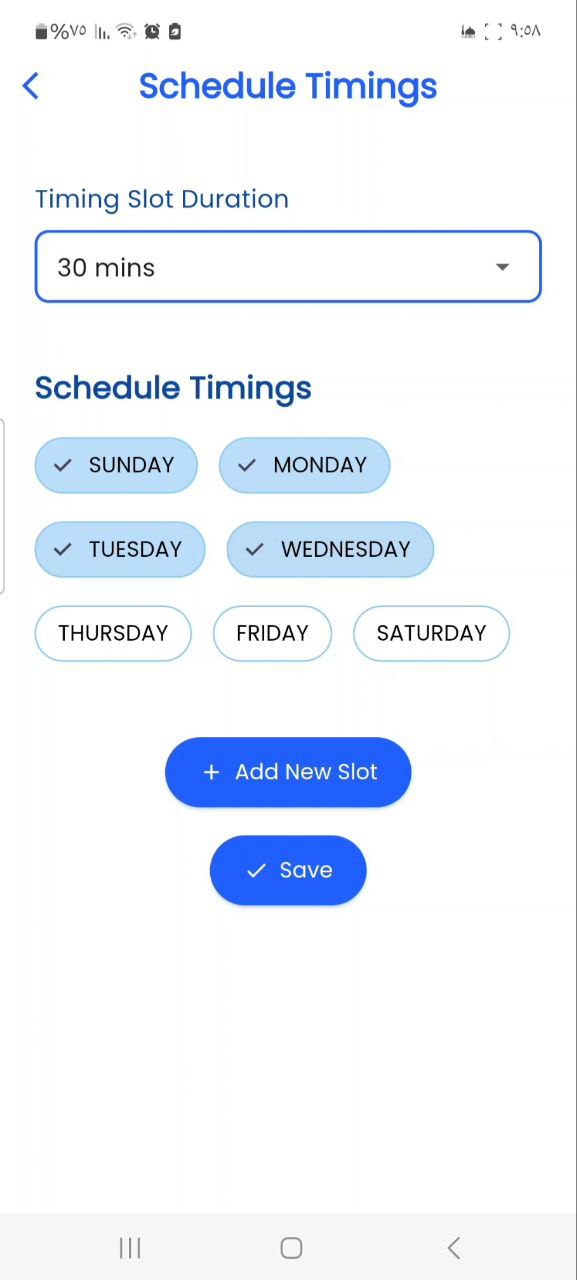 %٧٥ ٩:٥٨
Schedule Timings
Timing Slot Duration
30 mins
Schedule Timings
SUNDAY MONDAY
TUESDAY WEDNESDAY
THURSDAY FRIDAY SATURDAY
+ Add New Slot
Save